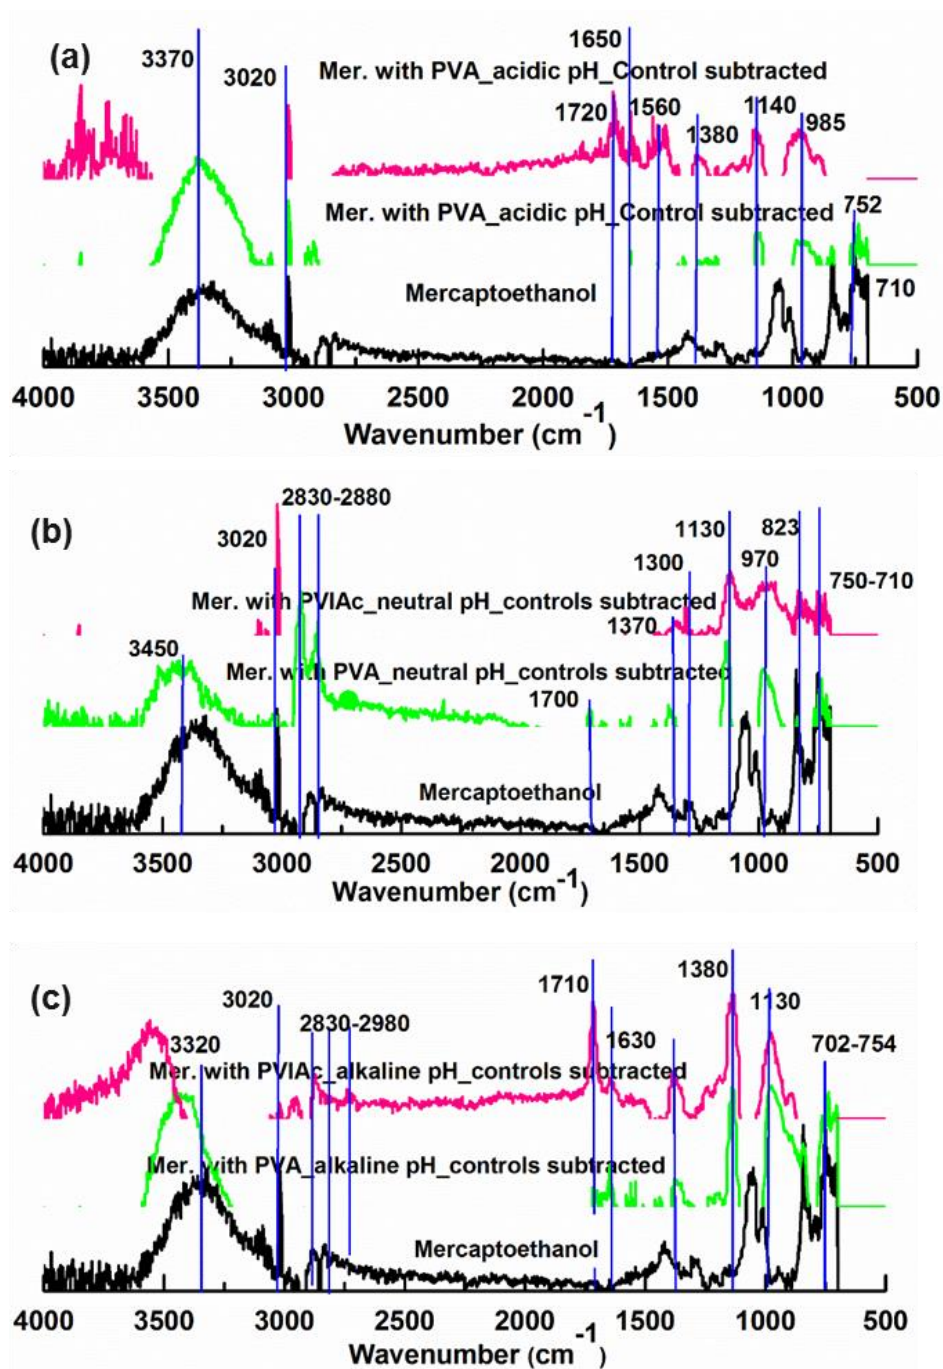 (a)
3370
3020
1650
Mer. with PVA_acidic pH_Control subtracted
1720
1560
1380
1140
985
Mer. with PVA_acidic pH_Control subtracted
752
Mercaptoethanol
710
4000 3500 3000 2500 2000 1500 1000 500
Wavenumber (cm-1)
(b)
2830-2880
3020
1130
823
970
1300
750-710
Mer. with PVIAc_neutral pH_controls subtracted
1370
3450
Mer. with PVA_neutral pH_controls subtracted
1700
Mercaptoethanol
4000 3500 3000 2500 2000 1500 1000 500
Wavenumber (cm-1)
(c)
3020
2830-2980
1710
1380
1130
3320
1630
702-754
Mer. with PVIAc_alkaline pH_controls subtracted
Mer. with PVA_alkaline pH_controls subtracted
Mercaptoethanol
4000 3500 3000 2500 2000 1500 1000 500
Wavenumber (cm-1)